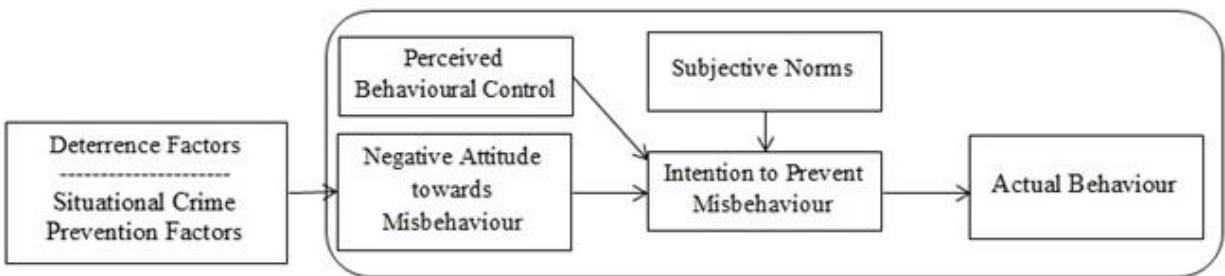 Deterrence Factors
---------------------
Situational Crime
Prevention Factors
Perceived
Behavioural Control
Negative Attitude
towards
Misbehaviour
Subjective Norms
Intention to Prevent
Misbehaviour
Actual Behaviour